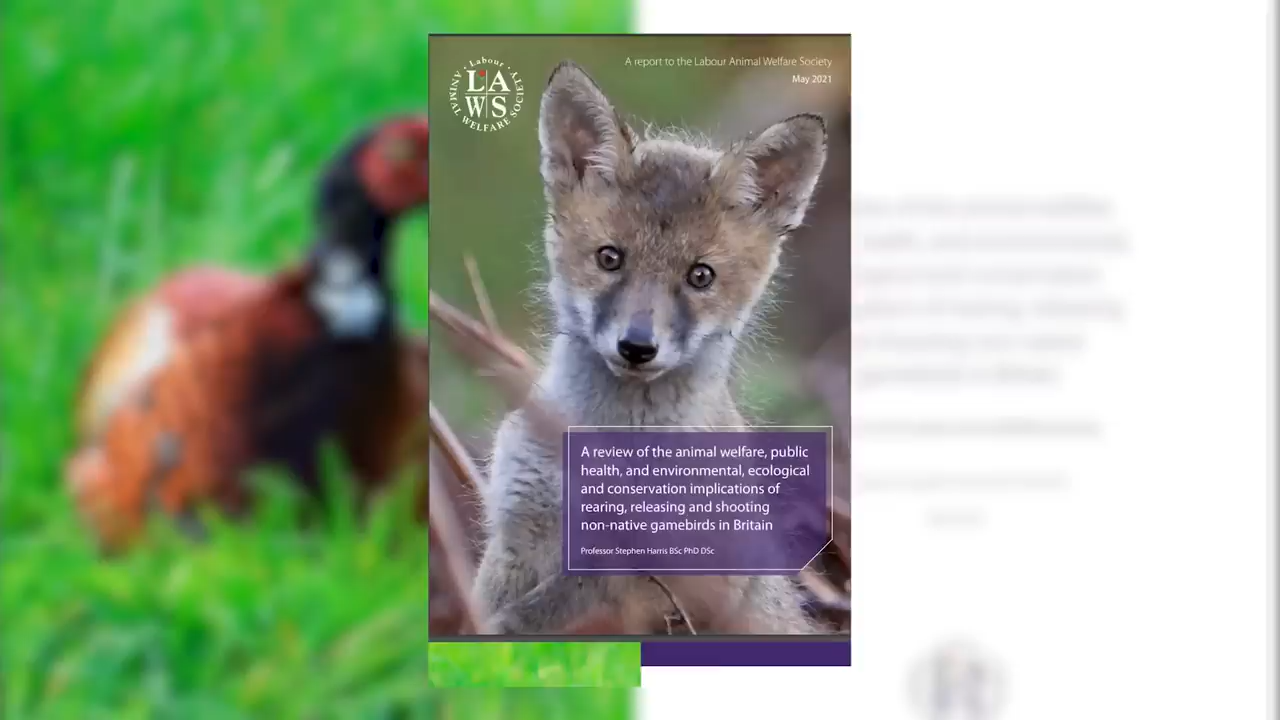 Labour
ANIMAL WELFARE SOCIETY
LA
WS
A report to the Labour Animal Welfare Society
May 2021
A review of the animal welfare, public
health, and environmental, ecological
and conservation implications of
rearing, releasing and shooting
non-native gamebirds in Britain
Professor Stephen Harris BSc PhD DSc